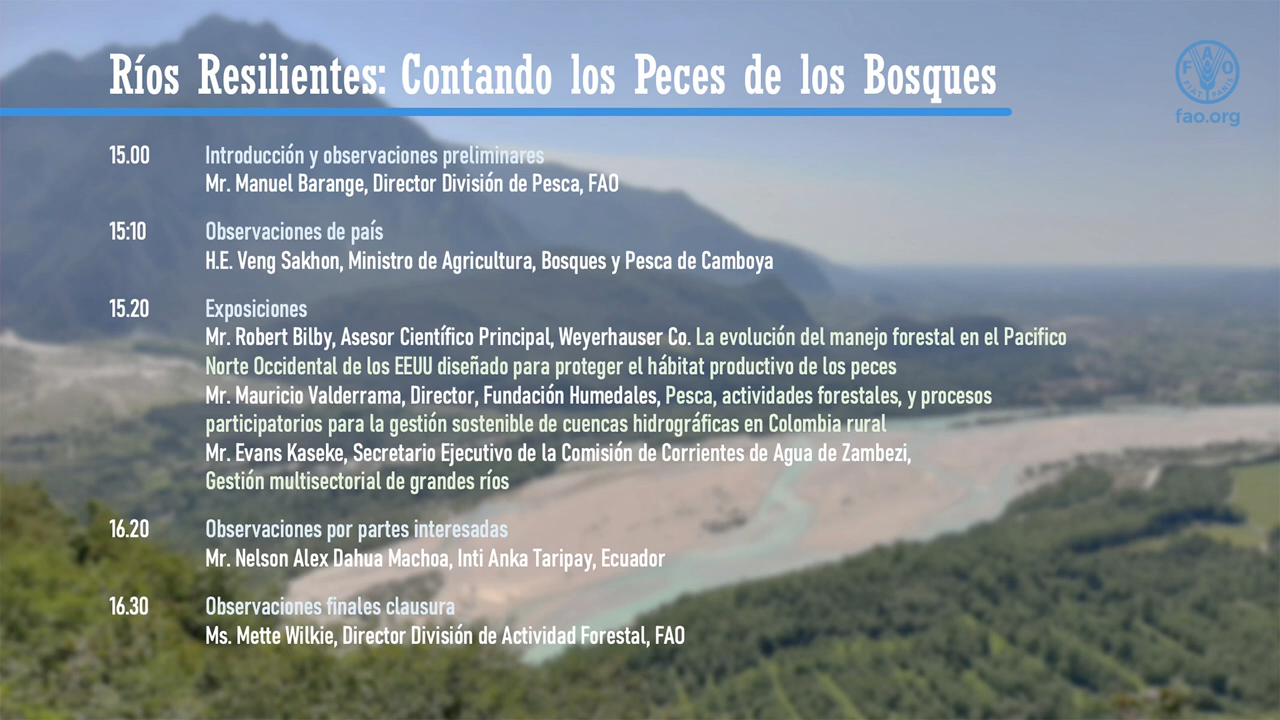 Ríos Resilientes: Contando los Peces de los Bosques
F A O
FIAT PANIS
fao.org
15.00 Introducción y observaciones preliminares
Mr. Manuel Barange, Director División de Pesca, FAO
15:10 Observaciones de país
H.E. Veng Sakhon, Ministro de Agricultura, Bosques y Pesca de Camboya
15.20 Exposiciones
Mr. Robert Bilby, Asesor Científico Principal, Weyerhauser Co. La evolución del manejo forestal en el Pacifico
Norte Occidental de los EEUU diseñado para proteger el hábitat productivo de los peces
Mr. Mauricio Valderrama, Director, Fundación Humedales, Pesca, actividades forestales, y procesos
participatorios para la gestión sostenible de cuencas hidrográficas en Colombia rural
Mr. Evans Kaseke, Secretario Ejecutivo de la Comisión de Corrientes de Agua de Zambezi,
Gestión multisectorial de grandes ríos
16.20 Observaciones por partes interesadas
Mr. Nelson Alex Dahua Machoa, Inti Anka Taripay, Ecuador
16.30 Observaciones finales clausura
Ms. Mette Wilkie, Director División de Actividad Forestal, FAO